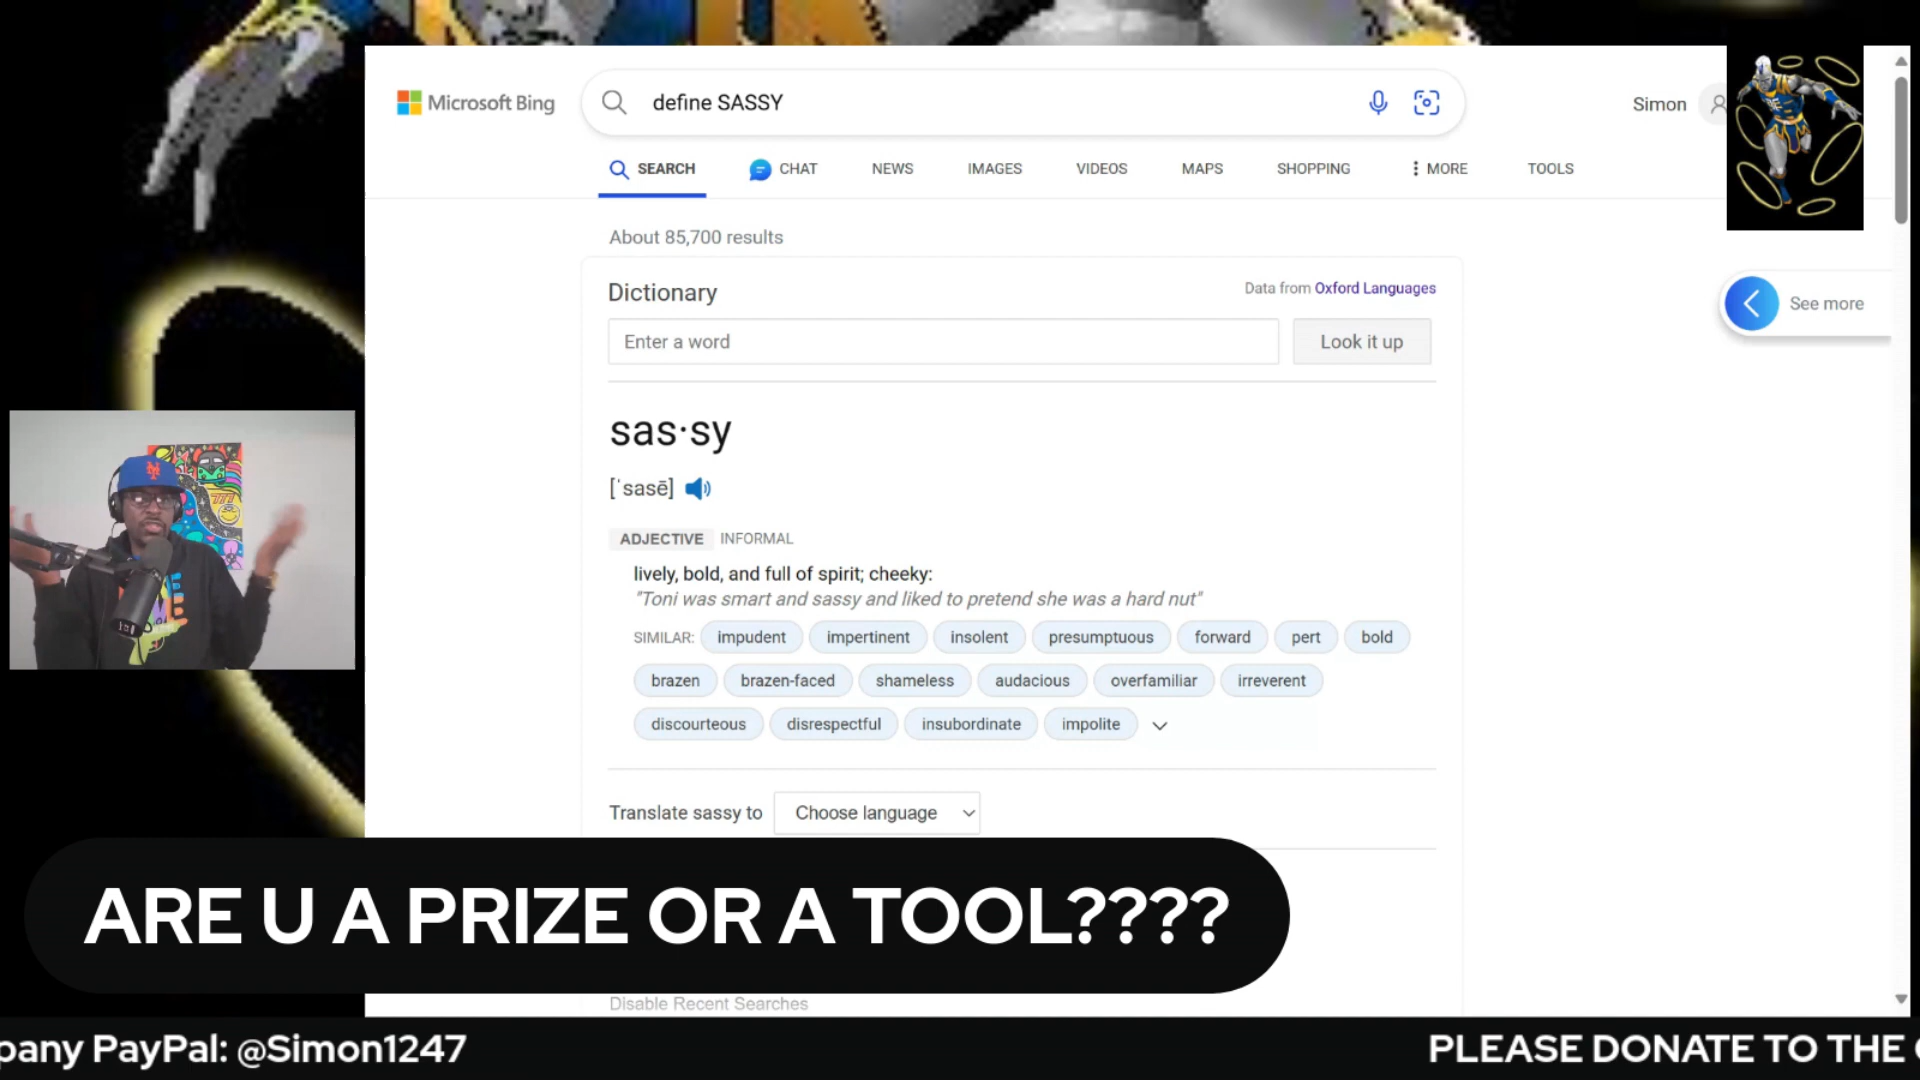 Microsoft Bing
define SASSY
Simon
SEARCH
CHAT
NEWS
IMAGES
VIDEOS
MAPS
SHOPPING
MORE
TOOLS
About 85,700 results
Dictionary
Data from Oxford Languages
Enter a word
Look it up
See more
sas·sy
[ˈsasē]
ADJECTIVE INFORMAL
lively, bold, and full of spirit; cheeky:
"Toni was smart and sassy and liked to pretend she was a hard nut"
SIMILAR: impudent impertinent insolent presumptuous forward pert bold
brazen brazen-faced shameless audacious overfamiliar irreverent
discourteous disrespectful insubordinate impolite
Translate sassy to Choose language
ARE U A PRIZE OR A TOOL????
Disable Recent Searches
pany PayPal: @Simon1247
PLEASE DONATE TO THE